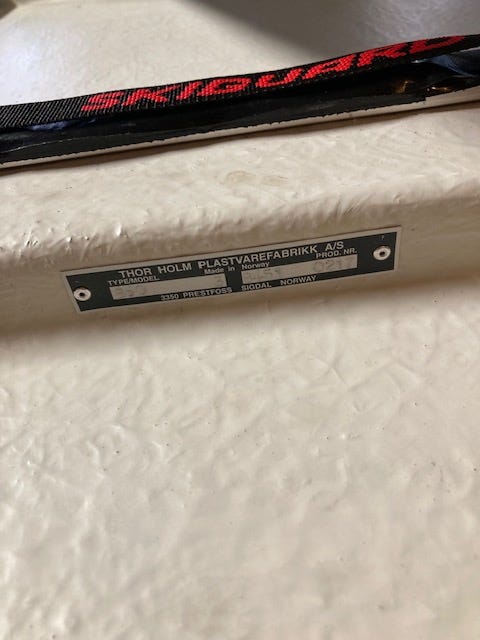 SKIGUARD
THOR HOLM PLASTVAREFABRIKK A/S
TYPE/MODEL Made in Norway PROD. NR.
3350 PRESTFOSS SIGDAL NORWAY